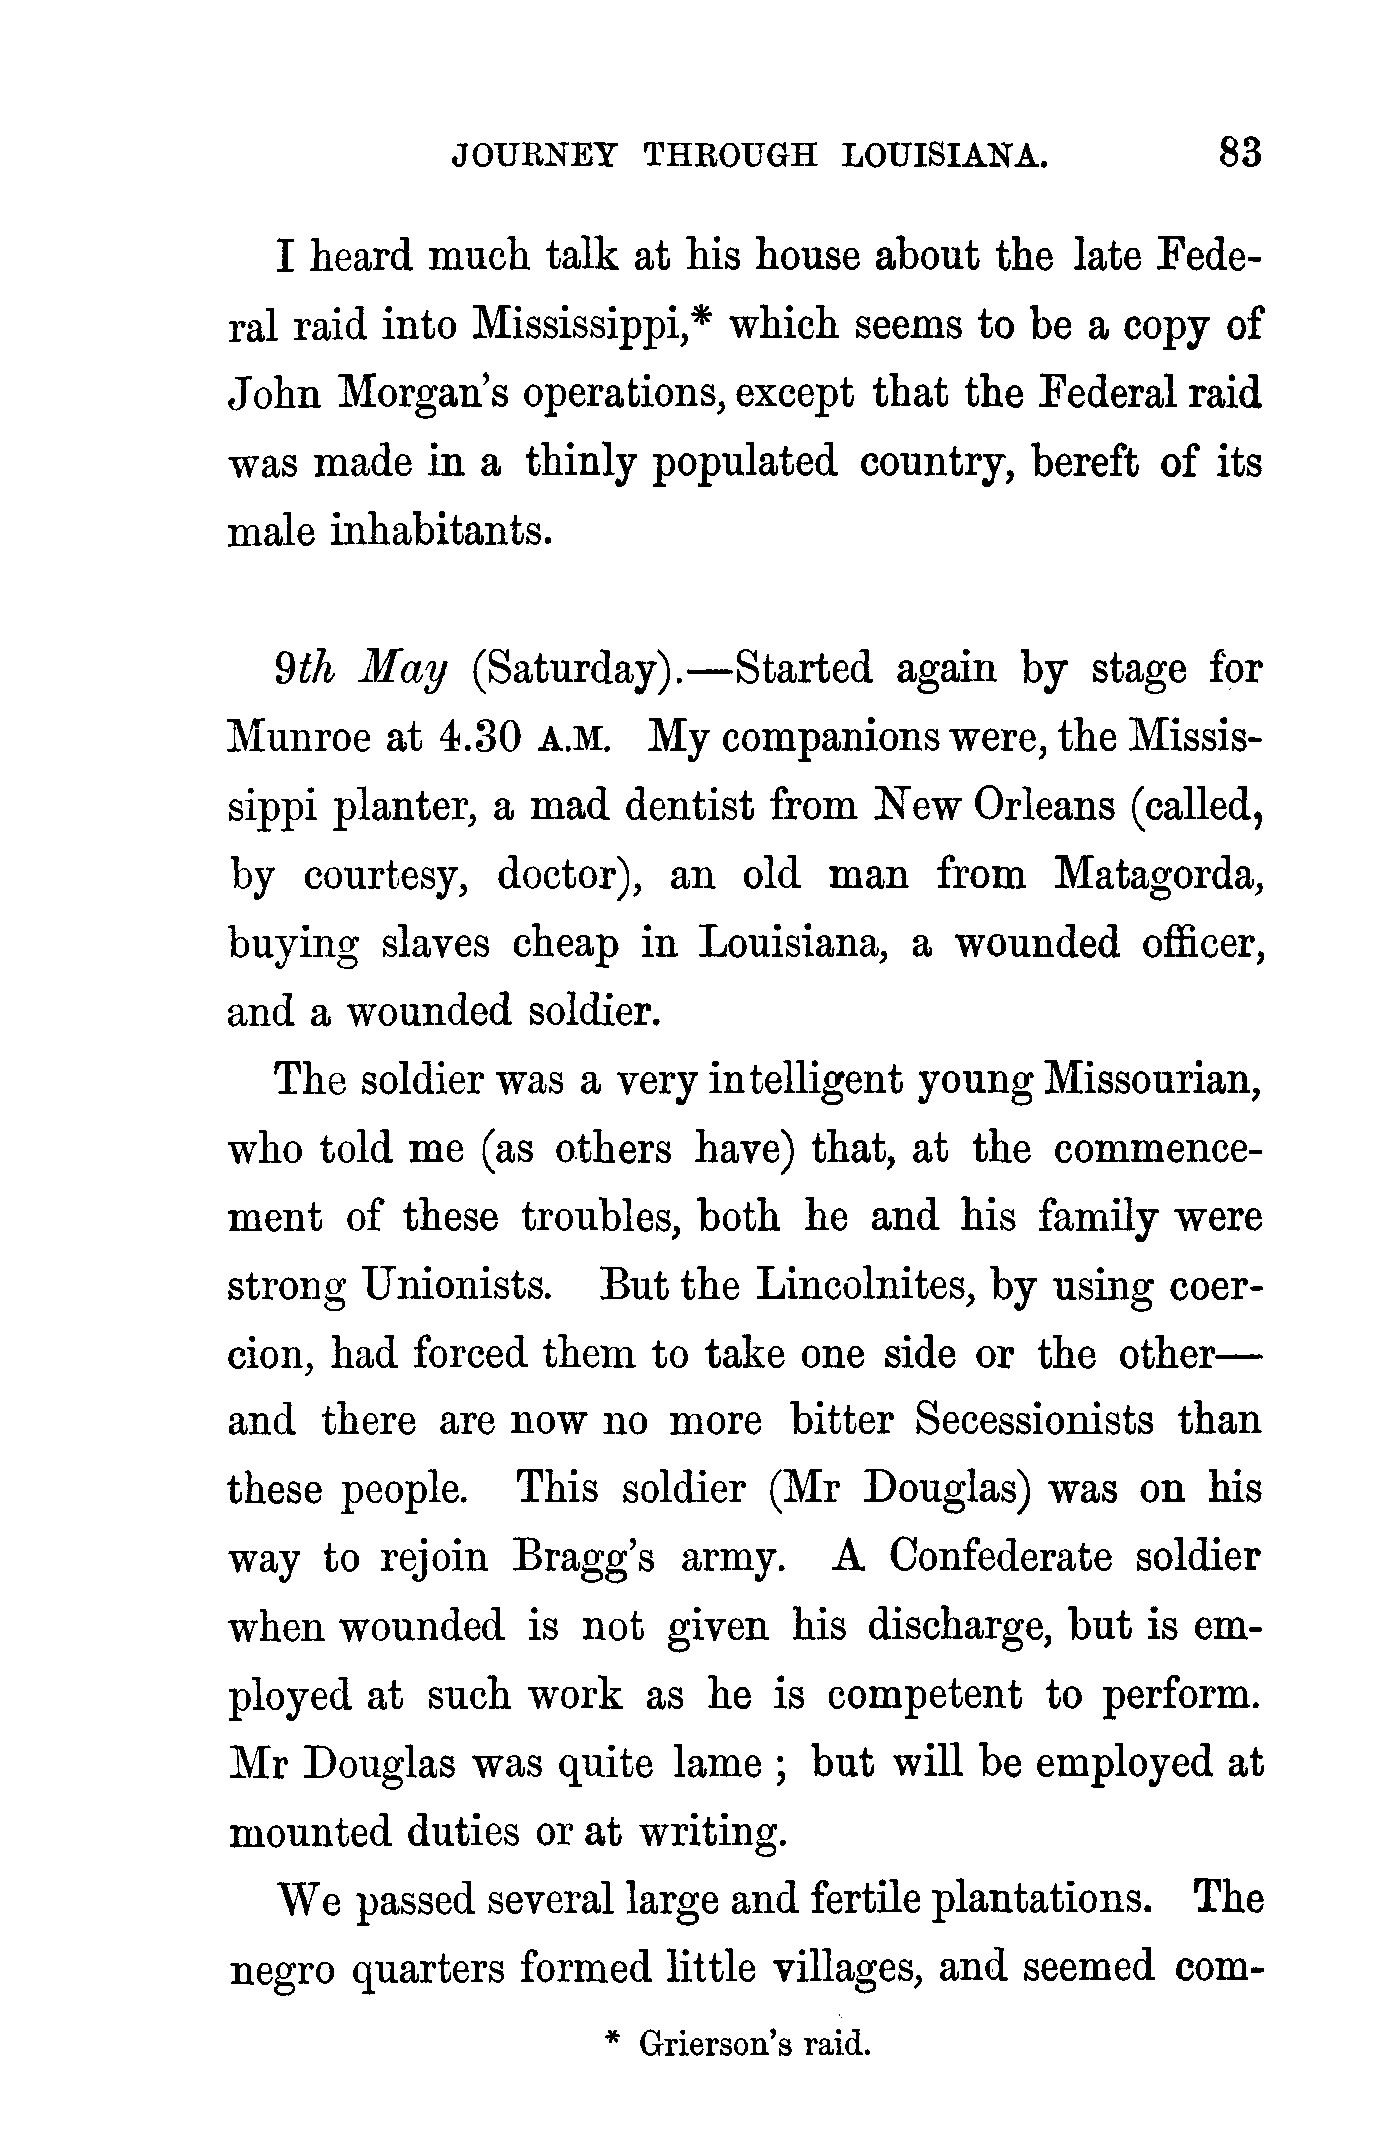 JOURNEY THROUGH LOUISIANA. 83
I heard much talk at his house about the late Fede-
ral raid into Mississippi,* which seems to be a copy of
John Morgan's operations, except that the Federal raid
was made in a thinly populated country, bereft of its
male inhabitants.
9th May (Saturday).—Started again by stage for
Munroe at 4.30 A.M. My companions were, the Missis-
sippi planter, a mad dentist from New Orleans (called,
by courtesy, doctor), an old man from Matagorda,
buying slaves cheap in Louisiana, a wounded officer,
and a wounded soldier.
The soldier was a very intelligent young Missourian,
who told me (as others have) that, at the commence-
ment of these troubles, both he and his family were
strong Unionists. But the Lincolnites, by using coer-
cion, had forced them to take one side or the other—
and there are now no more bitter Secessionists than
these people. This soldier (Mr Douglas) was on his
way to rejoin Bragg's army. A Confederate soldier
when wounded is not given his discharge, but is em-
ployed at such work as he is competent to perform.
Mr Douglas was quite lame ; but will be employed at
mounted duties or at writing.
We passed several large and fertile plantations. The
negro quarters formed little villages, and seemed com-
* Grierson's raid.